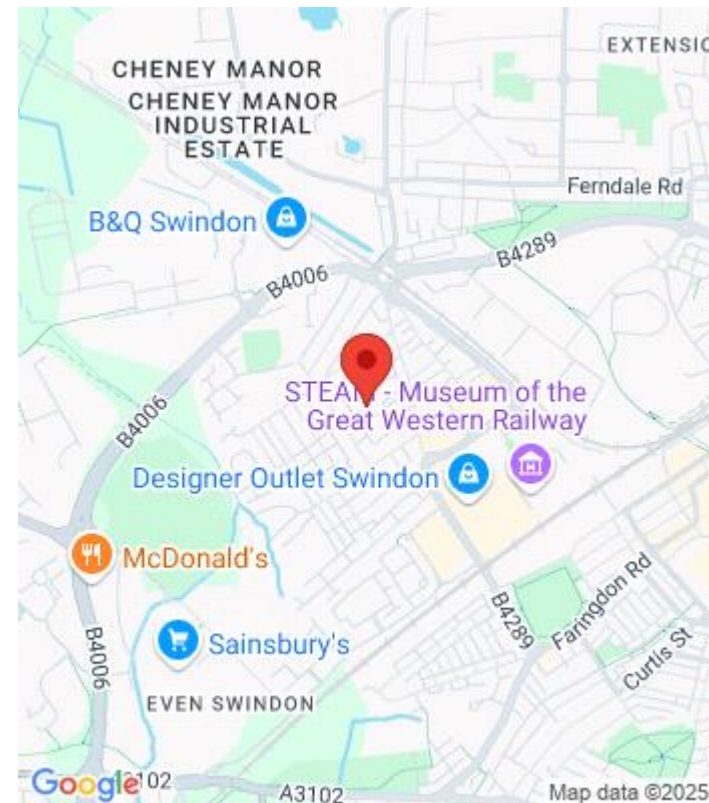 EXTENSIO
CHENEY MANOR
CHENEY MANOR
INDUSTRIAL
ESTATE
Ferndale Rd
B&Q Swindon
B4289
B4006
STEAM - Museum of the
Great Western Railway
B4006
Designer Outlet Swindon
McDonald's
Faringdon Rd
B4289
Curtis St
B4006
Sainsbury's
EVEN SWINDON
Google
A3102
Map data ©2025